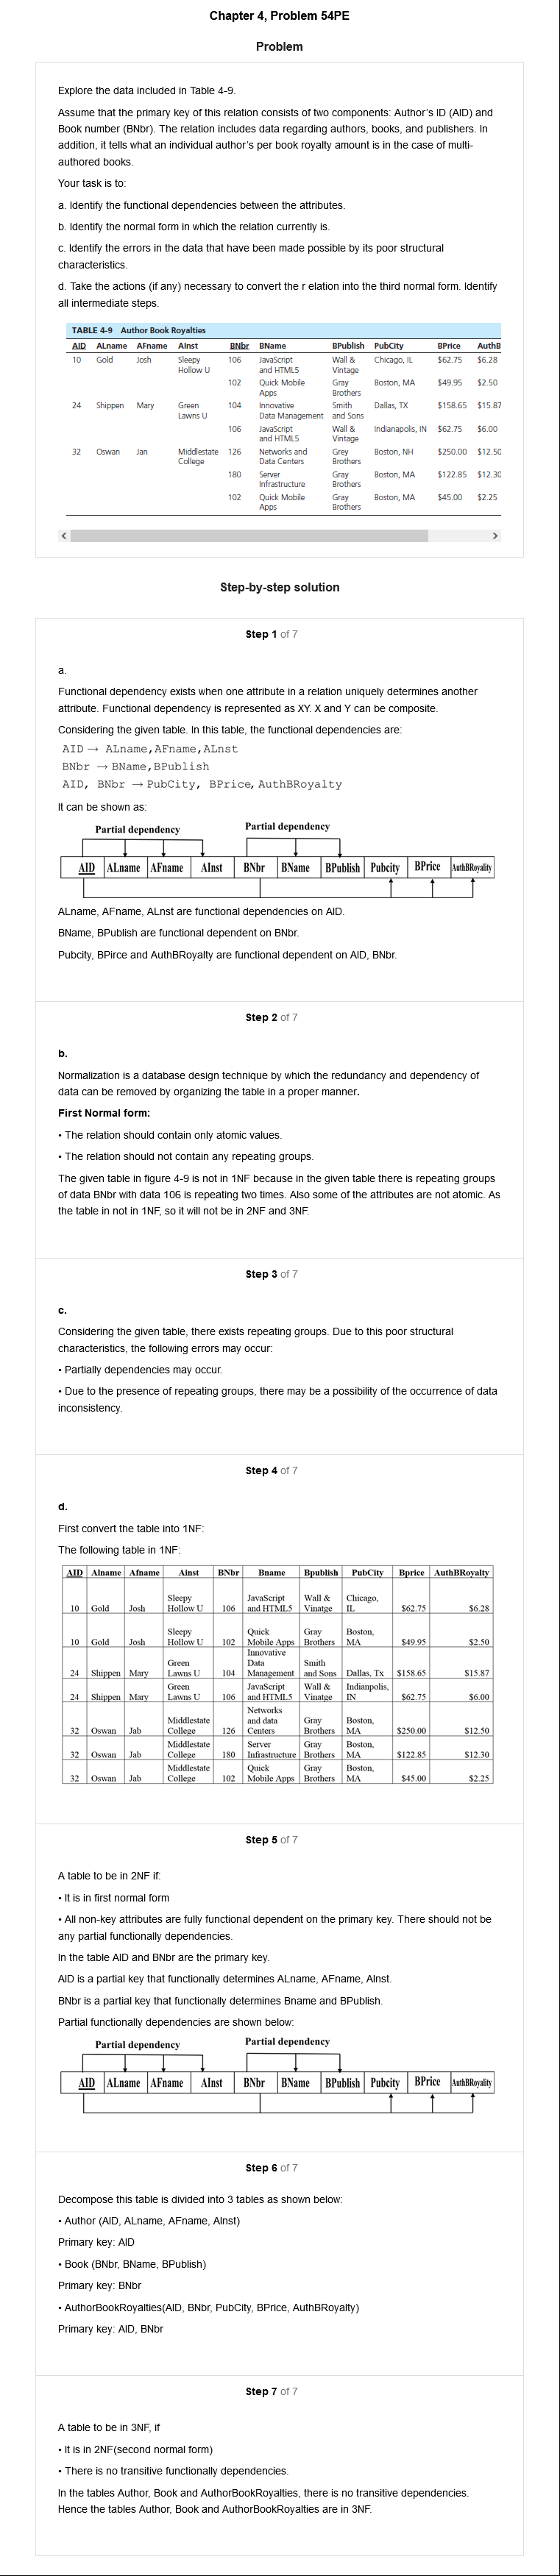 Chapter 4, Problem 54PE
Problem
Explore the data included in Table 4-9.
Assume that the primary key of this relation consists of two components: Author's ID (AID) and
Book number (BNbr). The relation includes data regarding authors, books, and publishers. In
addition, it tells what an individual author's per book royalty amount is in the case of multi-
authored books.
Your task is to:
a. Identify the functional dependencies between the attributes.
b. Identify the normal form in which the relation currently is.
c. Identify the errors in the data that have been made possible by its poor structural
characteristics.
d. Take the actions (if any) necessary to convert the r elation into the third normal form. Identify
all intermediate steps.
TABLE 4-9 Author Book Royalties
AID ALname AFname AInst BNbr BName BPublish PubCity BPrice AuthB
10 Gold Josh Sleepy 106 JavaScript Wall & Chicago, IL $62.75 $6.28
Hollow U and HTML5 Vintage
102 Quick Mobile Gray Boston, MA $49.95 $2.50
Apps Brothers
24 Shippen Mary Green 104 Innovative Smith Dallas, TX $158.65 $15.87
Lawns U Data Management and Sons
106 JavaScript Wall & Indianapolis, IN $62.75 $6.00
and HTML5 Vintage
32 Oswan Jan Middlestate 126 Networks and Grey Boston, NH $250.00 $12.50
College Data Centers Brothers
180 Server Gray Boston, MA $122.85 $12.30
Infrastructure Brothers
102 Quick Mobile Gray Boston, MA $45.00 $2.25
Apps Brothers
Step-by-step solution
Step 1 of 7
a.
Functional dependency exists when one attribute in a relation uniquely determines another
attribute. Functional dependency is represented as XY. X and Y can be composite.
Considering the given table. In this table, the functional dependencies are:
AID → ALname,AFname,ALnst
BNbr → BName,BPublish
AID, BNbr → PubCity, BPrice, AuthBRoyalty
It can be shown as:
Partial dependency Partial dependency
AID ALname AFname AInst BNbr BName BPublish Pubcity BPrice AuthBRoyality
ALname, AFname, ALnst are functional dependencies on AID.
BName, BPublish are functional dependent on BNbr.
Pubcity, BPirce and AuthBRoyalty are functional dependent on AID, BNbr.
Step 2 of 7
b.
Normalization is a database design technique by which the redundancy and dependency of
data can be removed by organizing the table in a proper manner.
First Normal form:
• The relation should contain only atomic values.
• The relation should not contain any repeating groups.
The given table in figure 4-9 is not in 1NF because in the given table there is repeating groups
of data BNbr with data 106 is repeating two times. Also some of the attributes are not atomic. As
the table in not in 1NF, so it will not be in 2NF and 3NF.
Step 3 of 7
c.
Considering the given table, there exists repeating groups. Due to this poor structural
characteristics, the following errors may occur:
• Partially dependencies may occur.
• Due to the presence of repeating groups, there may be a possibility of the occurrence of data
inconsistency.
Step 4 of 7
d.
First convert the table into 1NF:
The following table in 1NF:
AID Alname Afname Ainst BNbr Bname Bpublish PubCity Bprice AuthBRoyalty
Sleepy JavaScript Wall & Chicago,
10 Gold Josh Hollow U 106 and HTML5 Vinatge IL $62.75 $6.28
Sleepy Quick Gray Boston,
10 Gold Josh Hollow U 102 Mobile Apps Brothers MA $49.95 $2.50
Innovative
Green Data Smith
24 Shippen Mary Lawns U 104 Management and Sons Dallas, Tx $158.65 $15.87
Green JavaScript Wall & Indianpolis,
24 Shippen Mary Lawns U 106 and HTML5 Vinatge IN $62.75 $6.00
Networks
Middlestate and data Gray Boston,
32 Oswan Jab College 126 Centers Brothers MA $250.00 $12.50
Middlestate Server Gray Boston,
32 Oswan Jab College 180 Infrastructure Brothers MA $122.85 $12.30
Middlestate Quick Gray Boston,
32 Oswan Jab College 102 Mobile Apps Brothers MA $45.00 $2.25
Step 5 of 7
A table to be in 2NF if:
• It is in first normal form
• All non-key attributes are fully functional dependent on the primary key. There should not be
any partial functionally dependencies.
In the table AID and BNbr are the primary key.
AID is a partial key that functionally determines ALname, AFname, AInst.
BNbr is a partial key that functionally determines Bname and BPublish.
Partial functionally dependencies are shown below:
Partial dependency Partial dependency
AID ALname AFname AInst BNbr BName BPublish Pubcity BPrice AuthBRoyality
Step 6 of 7
Decompose this table is divided into 3 tables as shown below:
• Author (AID, ALname, AFname, AInst)
Primary key: AID
• Book (BNbr, BName, BPublish)
Primary key: BNbr
• AuthorBookRoyalties(AID, BNbr, PubCity, BPrice, AuthBRoyalty)
Primary key: AID, BNbr
Step 7 of 7
A table to be in 3NF, if
• It is in 2NF(second normal form)
• There is no transitive functionally dependencies.
In the tables Author, Book and AuthorBookRoyalties, there is no transitive dependencies.
Hence the tables Author, Book and AuthorBookRoyalties are in 3NF.